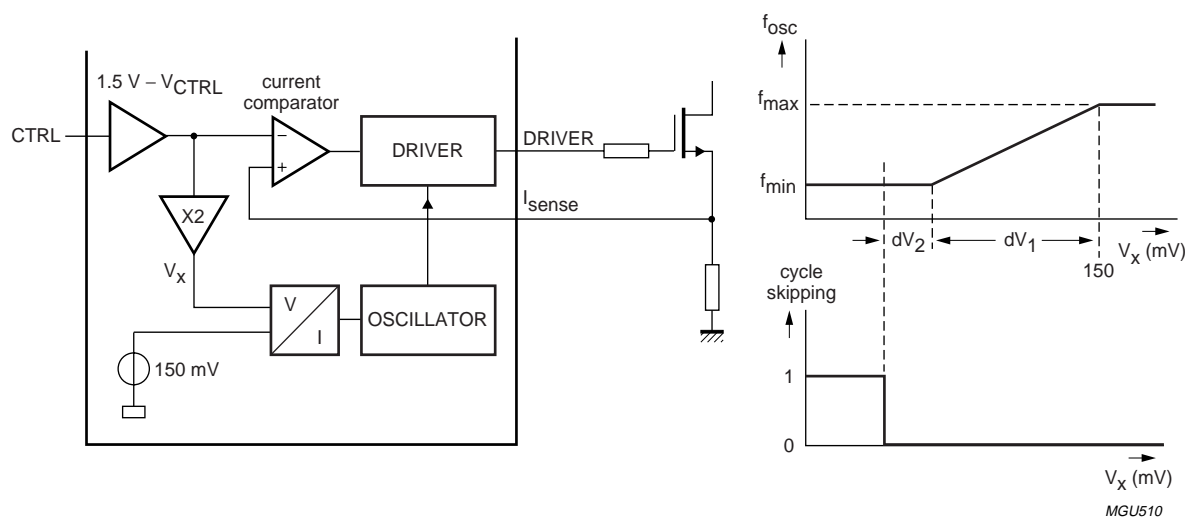 1.5 V − VCTRL
CTRL
current
comparator
−
+
X2
Vx
V
I
150 mV
DRIVER
OSCILLATOR
DRIVER
Isense
fosc
fmax
fmin
dV2
dV1
150
Vx (mV)
cycle
skipping
1
0
Vx (mV)
MGU510